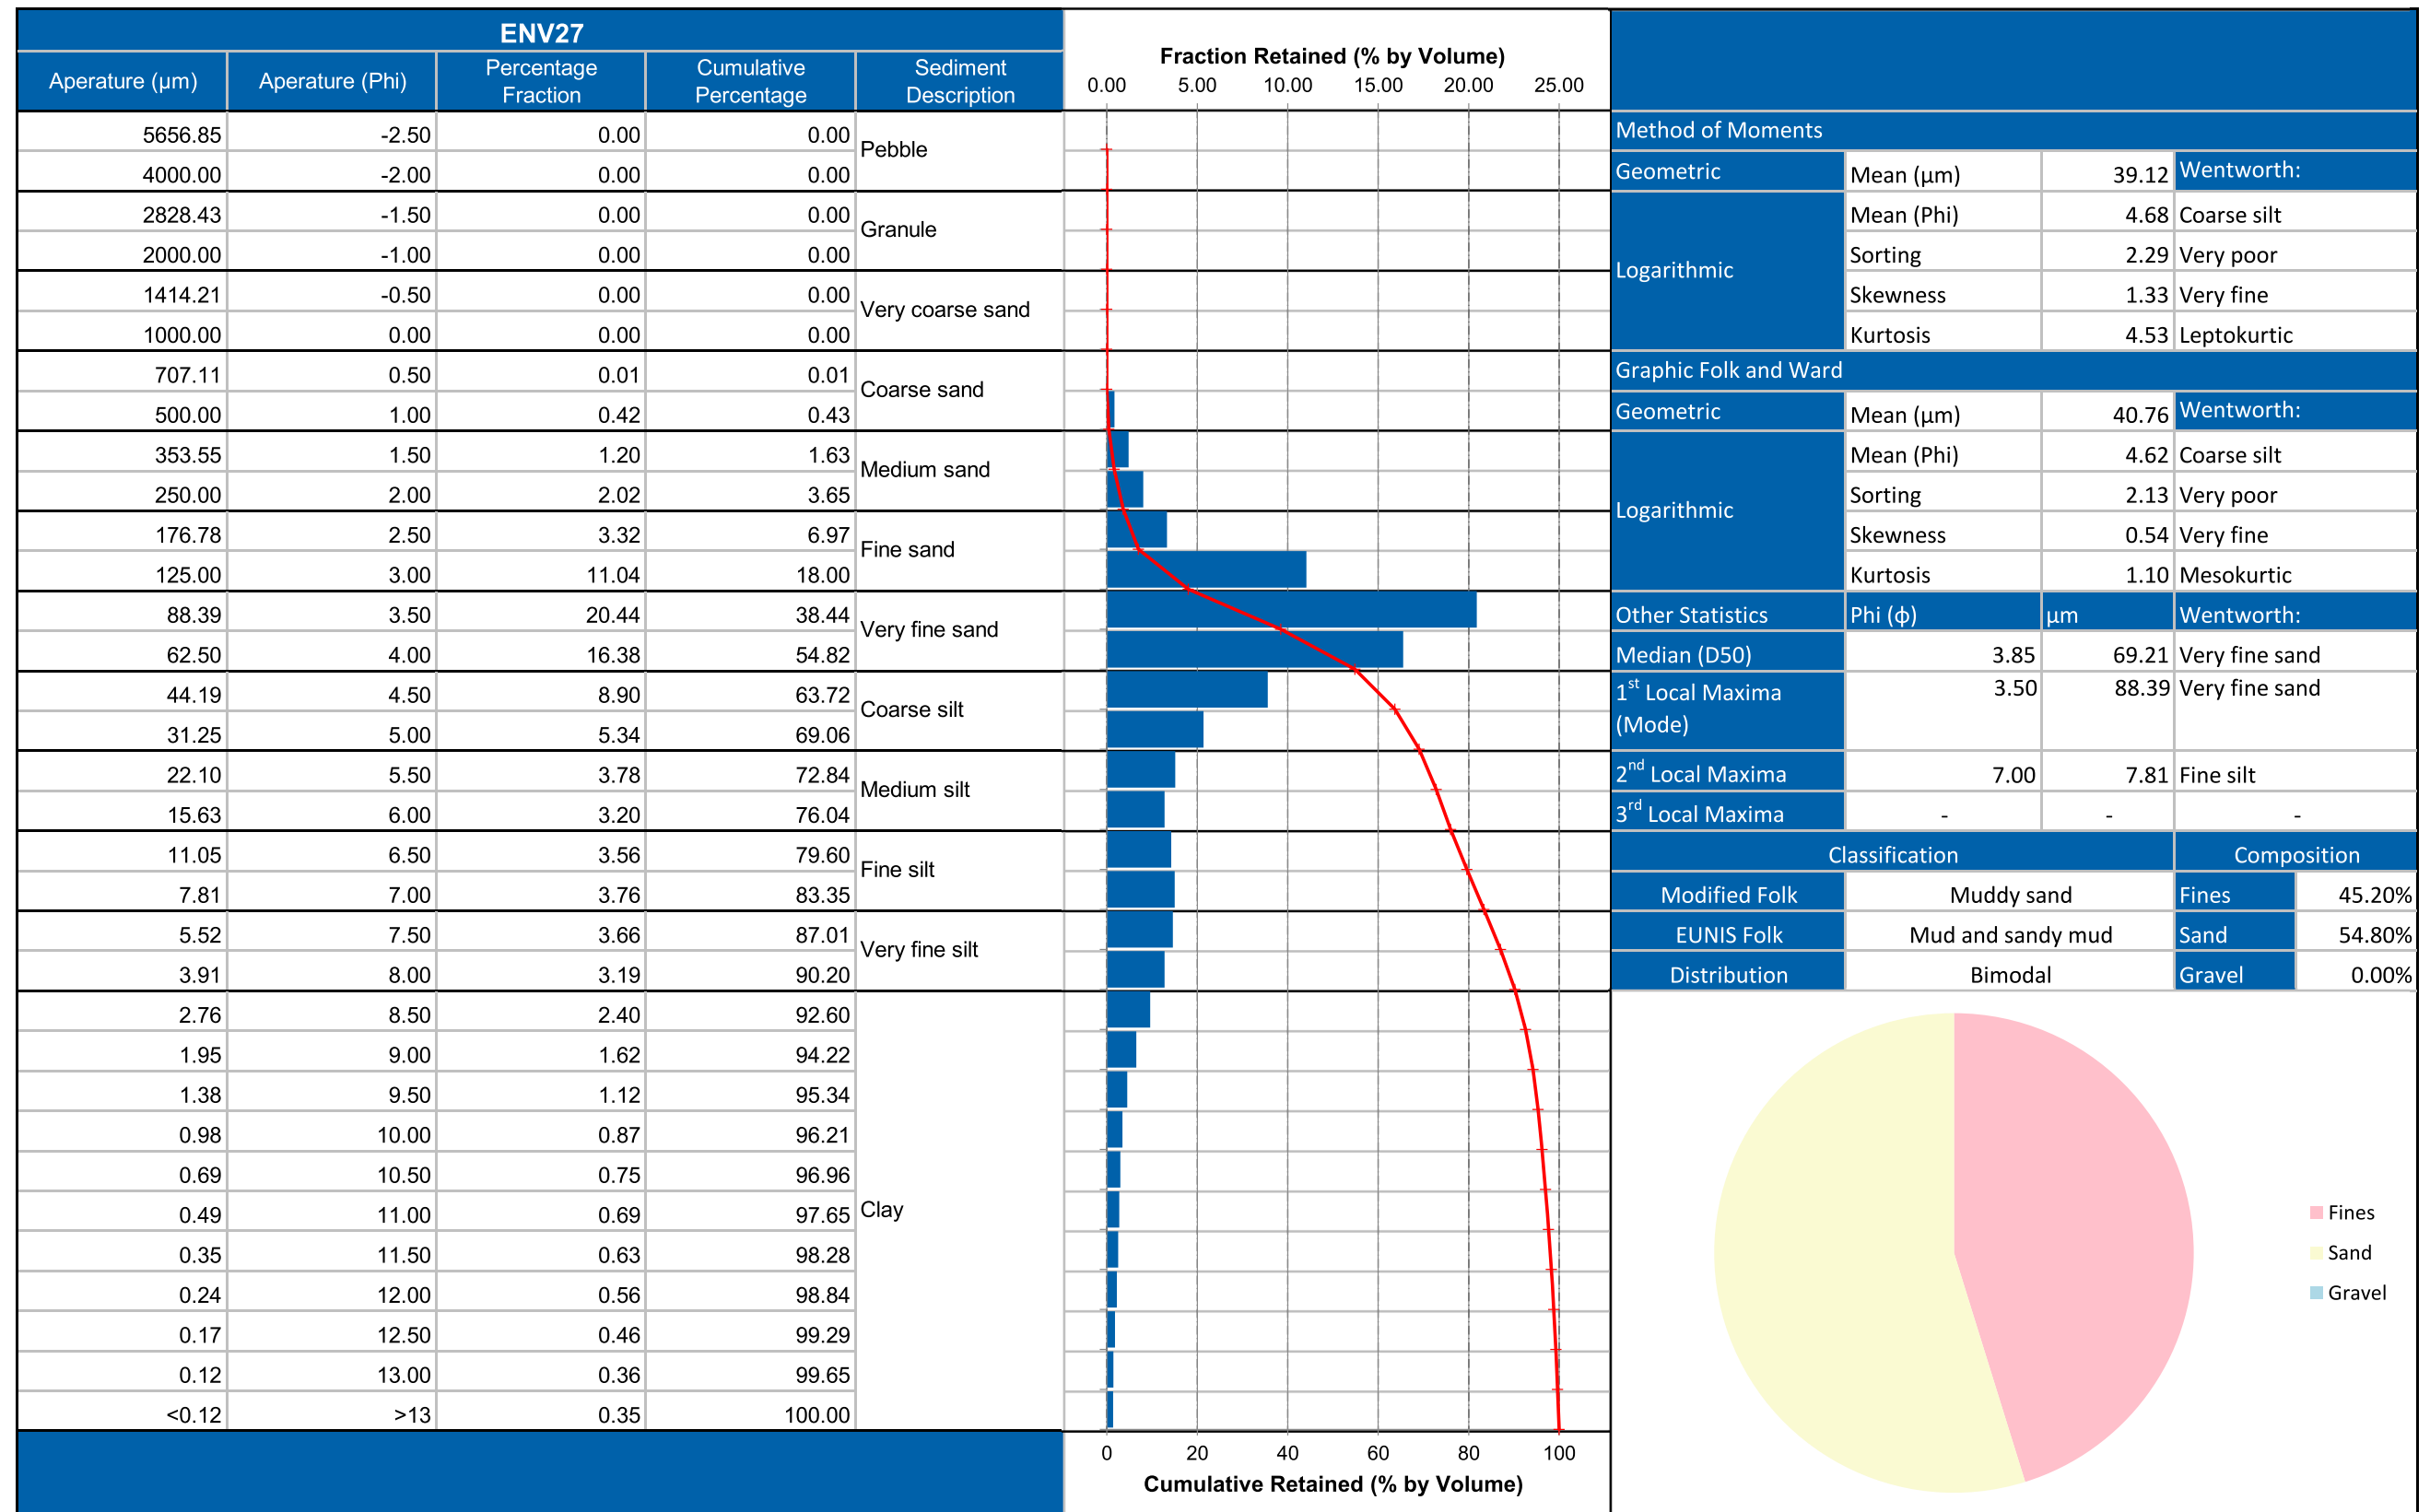 ENV27
Aperature (µm) Aperature (Phi) Percentage Fraction Cumulative Percentage Sediment Description
5656.85 -2.50 0.00 0.00 Pebble
4000.00 -2.00 0.00 0.00
2828.43 -1.50 0.00 0.00 Granule
2000.00 -1.00 0.00 0.00
1414.21 -0.50 0.00 0.00 Very coarse sand
1000.00 0.00 0.00 0.00
707.11 0.50 0.01 0.01 Coarse sand
500.00 1.00 0.42 0.43
353.55 1.50 1.20 1.63 Medium sand
250.00 2.00 2.02 3.65
176.78 2.50 3.32 6.97 Fine sand
125.00 3.00 11.04 18.00
88.39 3.50 20.44 38.44 Very fine sand
62.50 4.00 16.38 54.82
44.19 4.50 8.90 63.72 Coarse silt
31.25 5.00 5.34 69.06
22.10 5.50 3.78 72.84 Medium silt
15.63 6.00 3.20 76.04
11.05 6.50 3.56 79.60 Fine silt
7.81 7.00 3.76 83.35
5.52 7.50 3.66 87.01 Very fine silt
3.91 8.00 3.19 90.20
2.76 8.50 2.40 92.60
1.95 9.00 1.62 94.22
1.38 9.50 1.12 95.34
0.98 10.00 0.87 96.21
0.69 10.50 0.75 96.96
0.49 11.00 0.69 97.65 Clay
0.35 11.50 0.63 98.28
0.24 12.00 0.56 98.84
0.17 12.50 0.46 99.29
0.12 13.00 0.36 99.65
<0.12 >13 0.35 100.00
Fraction Retained (% by Volume)
0.00 5.00 10.00 15.00 20.00 25.00
0 20 40 60 80 100
Cumulative Retained (% by Volume)
Method of Moments
Geometric Mean (µm) 39.12 Wentworth:
Logarithmic Mean (Phi) 4.68 Coarse silt
Sorting 2.29 Very poor
Skewness 1.33 Very fine
Kurtosis 4.53 Leptokurtic
Graphic Folk and Ward
Geometric Mean (µm) 40.76 Wentworth:
Logarithmic Mean (Phi) 4.62 Coarse silt
Sorting 2.13 Very poor
Skewness 0.54 Very fine
Kurtosis 1.10 Mesokurtic
Other Statistics Phi (ϕ) µm Wentworth:
Median (D50) 3.85 69.21 Very fine sand
1st Local Maxima (Mode) 3.50 88.39 Very fine sand
2nd Local Maxima 7.00 7.81 Fine silt
3rd Local Maxima - - -
Classification Composition
Modified Folk Muddy sand Fines 45.20%
EUNIS Folk Mud and sandy mud Sand 54.80%
Distribution Bimodal Gravel 0.00%
Fines
Sand
Gravel